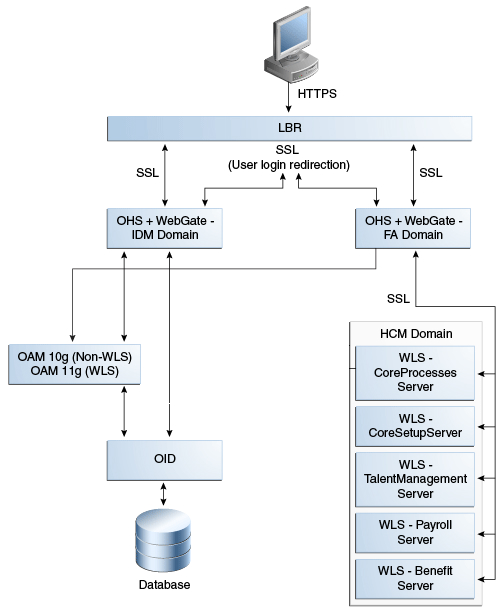 HTTPS
LBR
SSL
(User login redirection)
SSL
SSL
OHS + WebGate -
IDM Domain
OHS + WebGate -
FA Domain
SSL
HCM Domain
OAM 10g (Non-WLS)
OAM 11g (WLS)
WLS -
CoreProcesses
Server
WLS -
CoreSetupServer
OID
WLS -
TalentManagement
Server
WLS - Payroll
Server
Database
WLS - Benefit
Server